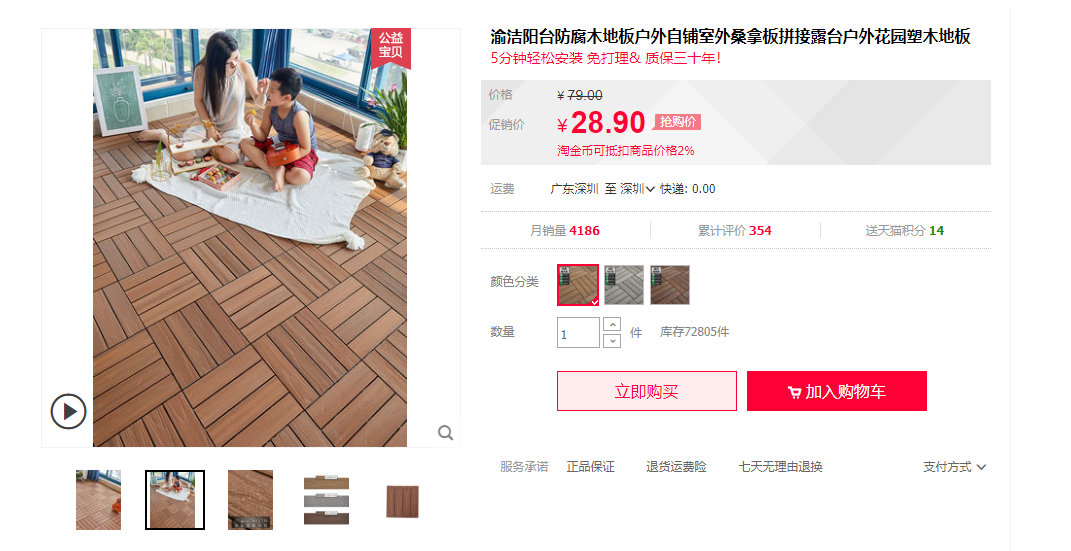 公益
宝贝
渝洁阳台防腐木地板户外自铺室外桑拿板拼接露台户外花园塑木地板
5分钟轻松安装 免打理& 质保三十年!
价格 ¥ 79.00
促销价 ¥ 28.90 抢购价
淘金币可抵扣商品价格2%
运费 广东深圳 至 深圳 快递: 0.00
月销量 4186 累计评价 354 送天猫积分 14
颜色分类
数量 1 件 库存72805件
立即购买 加入购物车
服务承诺 正品保证 退货运费险 七天无理由退换 支付方式